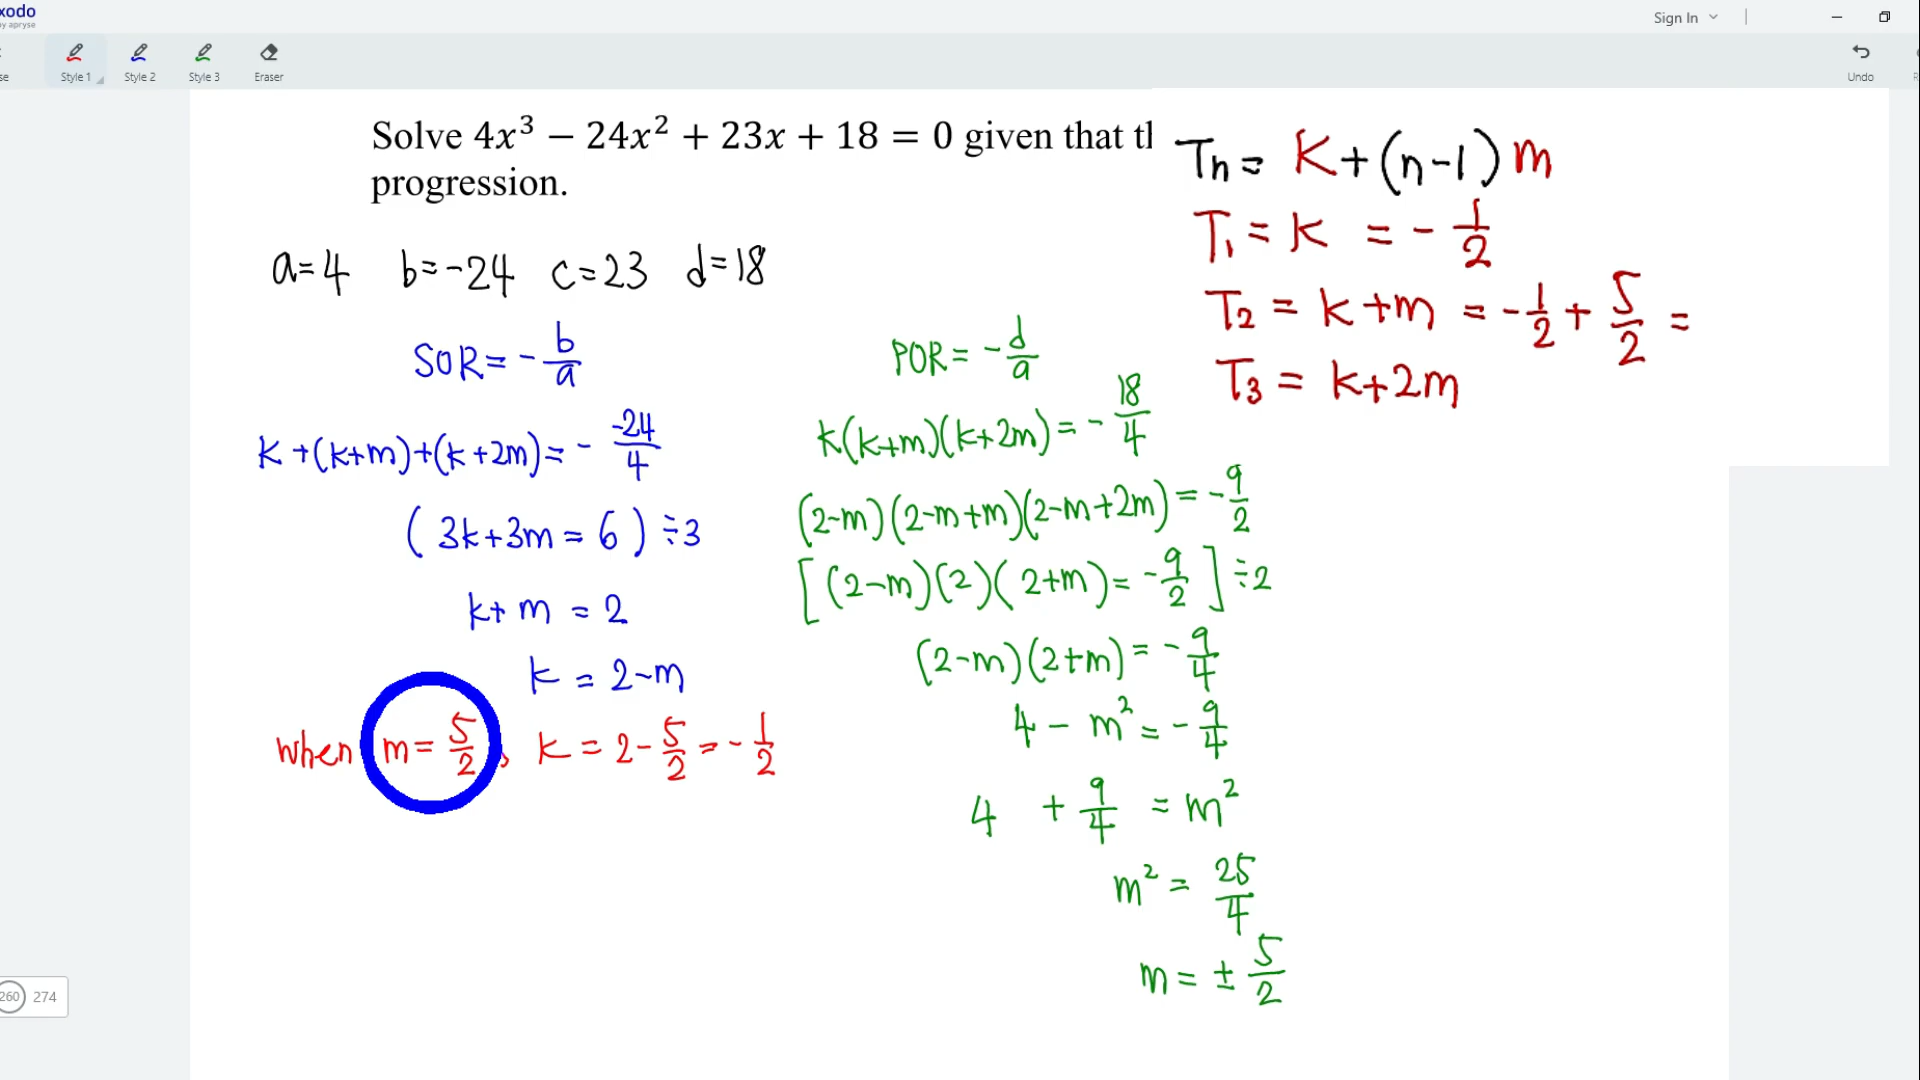 xodo
by apryse
Sign In
Style 1
Style 2
Style 3
Eraser
Undo
Solve 4x³ − 24x² + 23x + 18 = 0 given that
progression.
Tn = K+(n-1)m
T₁ = K = -1/2
T₂ = k+m = -1/2 + 5/2 =
T₃ = k+2m
a=4 b=-24 c=23 d=18
SOR = -b/a
k+(k+m)+(k+2m) = - -24/4
(3k+3m = 6) ÷3
k+m = 2
k = 2-m
when m = 5/2, k = 2 - 5/2 = -1/2
POR = -d/a
k(k+m)(k+2m) = -18/4
(2-m)(2-m+m)(2-m+2m) = -9/2
[(2-m)(2)(2+m) = -9/2] ÷2
(2-m)(2+m) = -9/4
4 - m² = -9/4
4 + 9/4 = m²
m² = 25/4
m = ± 5/2
260 274